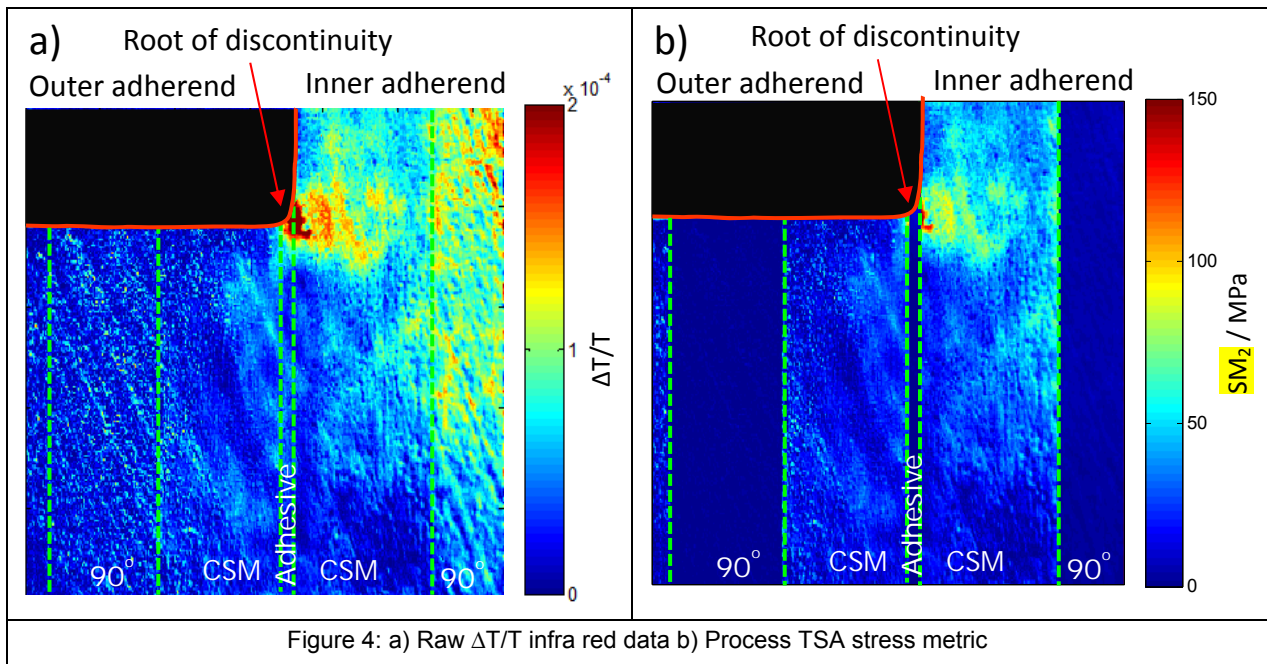 a)
Root of discontinuity
Outer adherend
Inner adherend
x 10⁻⁴
2
1
0
ΔT/T
90°
CSM
Adhesive
CSM
90°
b)
Root of discontinuity
Outer adherend
Inner adherend
150
100
50
0
SM₂ / MPa
90°
CSM
Adhesive
CSM
90°
Figure 4: a) Raw ΔT/T infra red data b) Process TSA stress metric